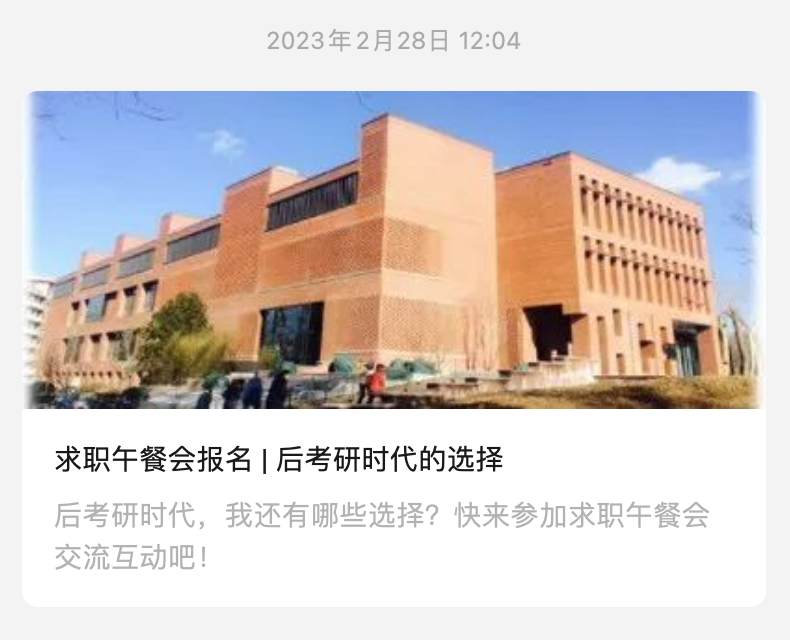 2023年2月28日 12:04
求职午餐会报名 | 后考研时代的选择
后考研时代，我还有哪些选择？快来参加求职午餐会
交流互动吧！